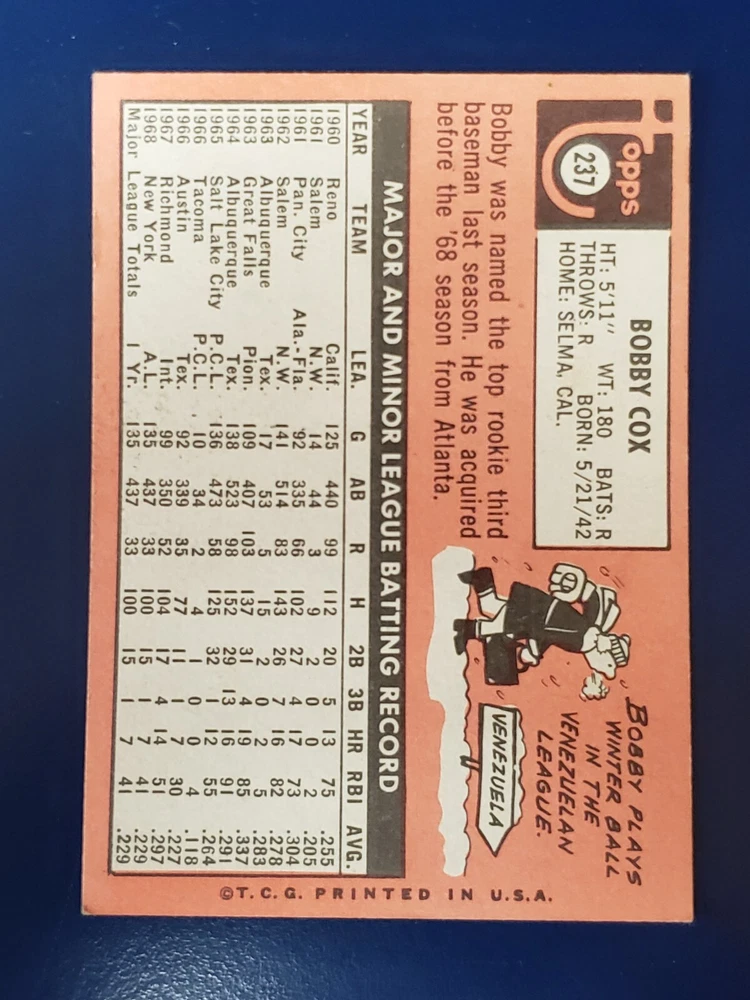 Topps
237
BOBBY COX
HT: 5'11" WT: 180 BATS: R
THROWS: R BORN: 5/21/42
HOME: SELMA, CAL.
Bobby was named the top rookie third
baseman last season. He was acquired
before the '68 season from Atlanta.
BOBBY PLAYS
WINTER BALL
IN THE
VENEZUELAN
LEAGUE.
VENEZUELA
MAJOR AND MINOR LEAGUE BATTING RECORD
YEAR TEAM LEA. G AB R H 2B 3B HR RBI AVG.
1960 Reno Calif. 125 440 99 112 20 5 13 75 .255
1961 Salem N.W. 14 44 3 9 2 0 0 2 .205
1961 Pan. City Ala.-Fla. 92 335 66 102 27 4 17 73 .304
1962 Salem N.W. 141 514 83 143 26 7 16 82 .278
1963 Albuquerque Tex. 17 53 5 15 2 0 2 5 .283
1963 Great Falls Pion. 109 407 103 137 31 4 19 85 .337
1964 Albuquerque Tex. 138 523 98 152 29 13 16 91 .291
1965 Salt Lake City P.C.L. 136 473 58 125 32 1 12 55 .264
1966 Tacoma P.C.L. 10 34 2 4 1 0 0 4 .118
1966 Austin Tex. 92 339 35 77 11 1 7 30 .227
1967 Richmond Int. 99 350 52 104 17 4 14 51 .297
1968 New York A.L. 135 437 33 100 15 1 7 41 .229
Major League Totals 1 Yr. 135 437 33 100 15 1 7 41 .229
©T.C.G. PRINTED IN U.S.A.